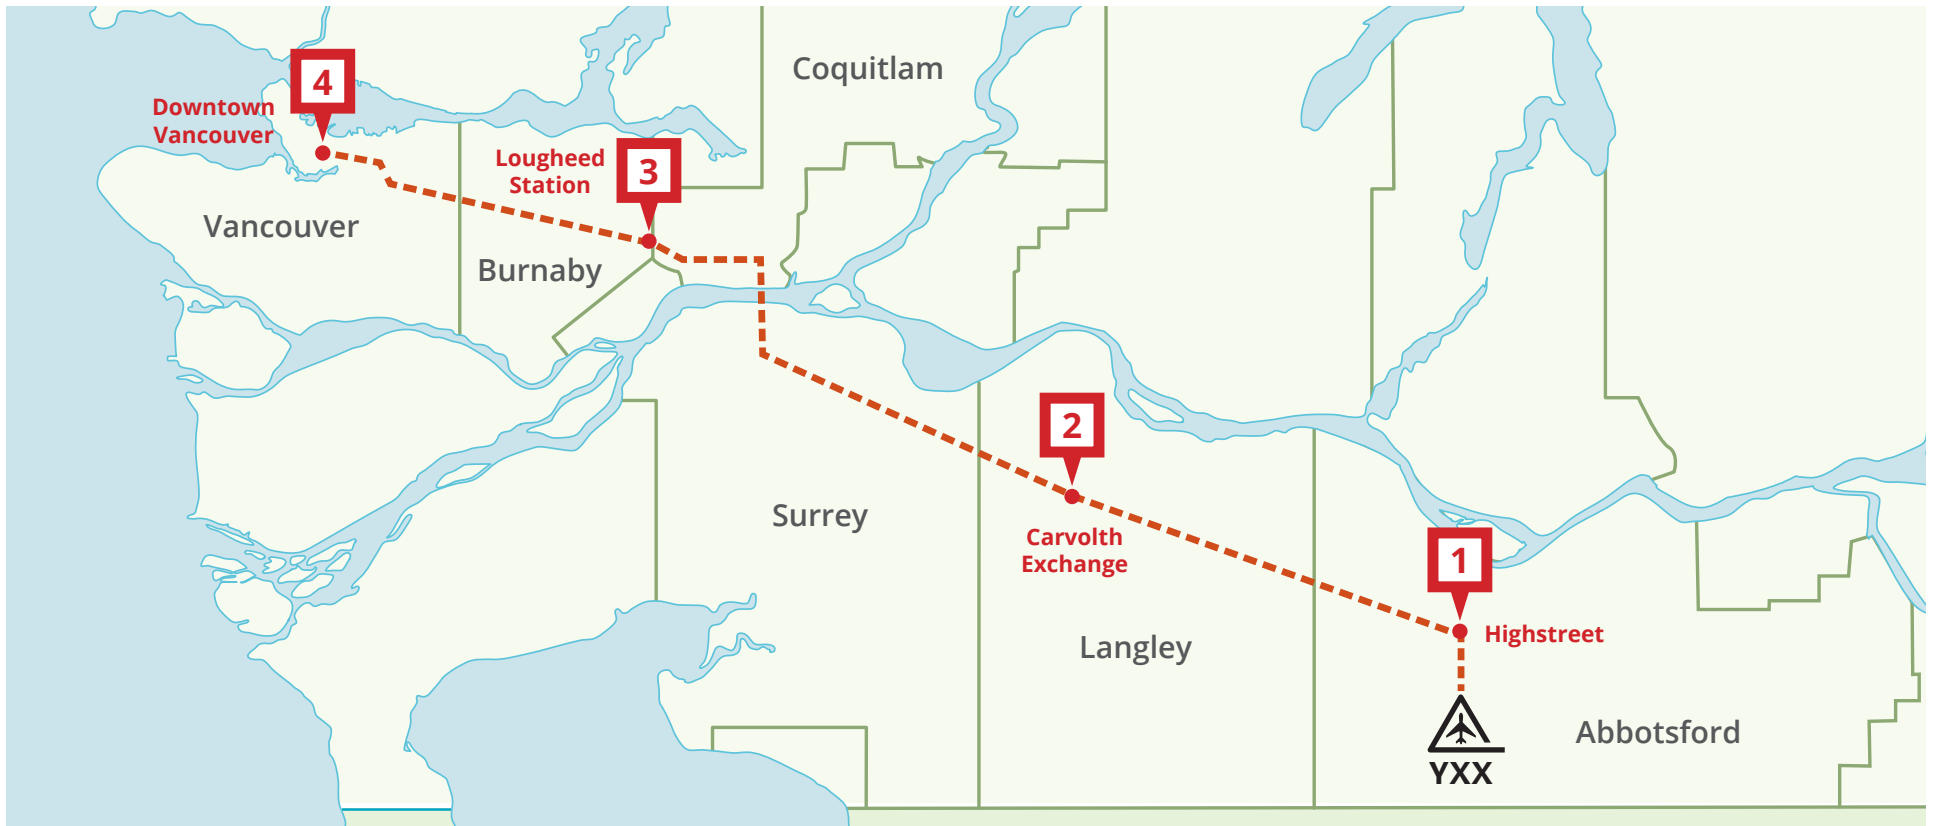 Coquitlam
4
Downtown
Vancouver
Lougheed
Station
3
Vancouver
Burnaby
2
Surrey
Carvolth
Exchange
1
Highstreet
Langley
Abbotsford
YXX